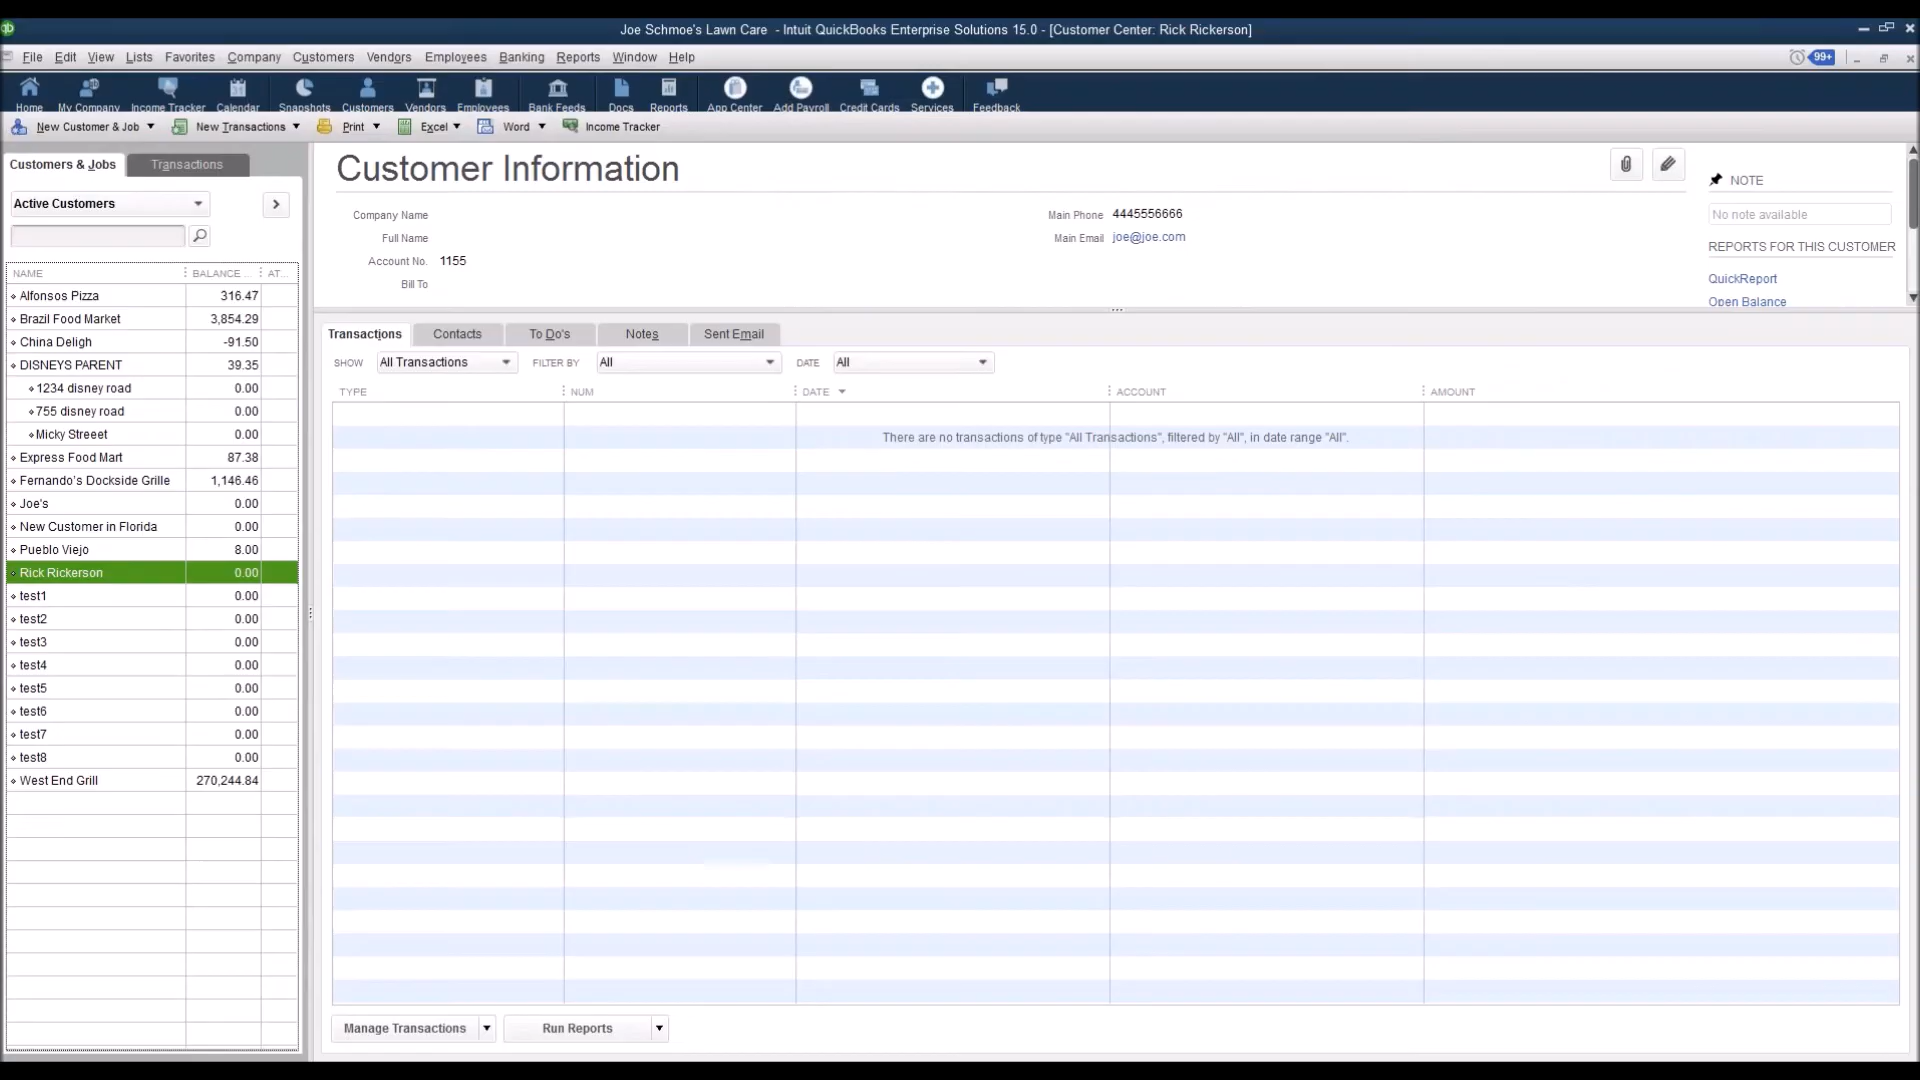 qb
Joe Schmoe's Lawn Care - Intuit QuickBooks Enterprise Solutions 15.0 - [Customer Center: Rick Rickerson]
File Edit View Lists Favorites Company Customers Vendors Employees Banking Reports Window Help
99+
Home My Company Income Tracker Calendar Snapshots Customers Vendors Employees Bank Feeds Docs Reports App Center Add Payroll Credit Cards Services Feedback
New Customer & Job New Transactions Print Excel Word Income Tracker
Customers & Jobs Transactions
Active Customers
NAME BALANCE ... AT...
Alfonsos Pizza 316.47
Brazil Food Market 3,854.29
China Deligh -91.50
DISNEYS PARENT 39.35
1234 disney road 0.00
755 disney road 0.00
Micky Streeet 0.00
Express Food Mart 87.38
Fernando's Dockside Grille 1,146.46
Joe's 0.00
New Customer in Florida 0.00
Pueblo Viejo 8.00
Rick Rickerson 0.00
test1 0.00
test2 0.00
test3 0.00
test4 0.00
test5 0.00
test6 0.00
test7 0.00
test8 0.00
West End Grill 270,244.84
Customer Information
Company Name
Full Name
Account No. 1155
Bill To
Main Phone 4445556666
Main Email joe@joe.com
NOTE
No note available
REPORTS FOR THIS CUSTOMER
QuickReport
Open Balance
Transactions Contacts To Do's Notes Sent Email
SHOW All Transactions FILTER BY All DATE All
TYPE NUM DATE ACCOUNT AMOUNT
There are no transactions of type "All Transactions", filtered by "All", in date range "All".
Manage Transactions Run Reports